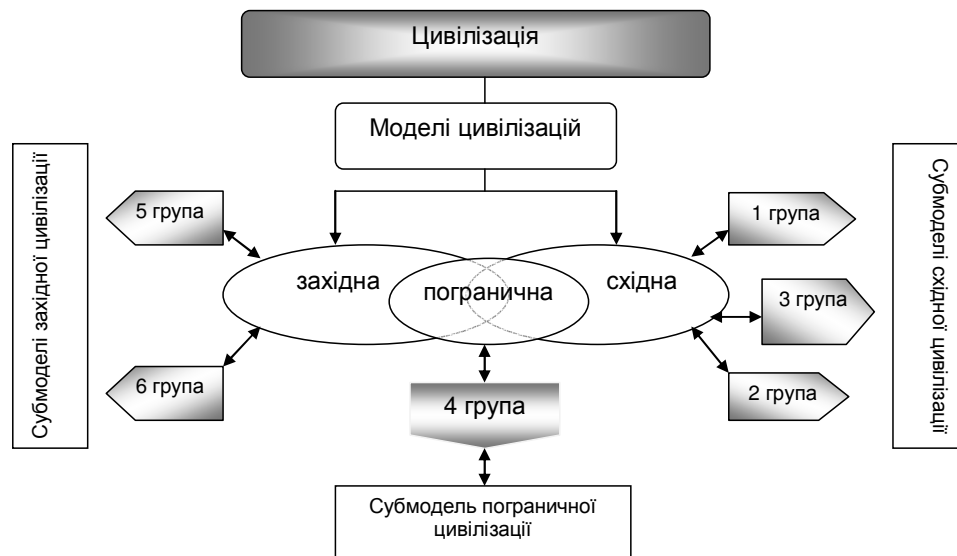 Цивілізація
Моделі цивілізацій
Субмоделі західної цивілізації
5 група
6 група
західна
погранична
східна
1 група
3 група
2 група
Субмоделі східної цивілізації
4 група
Субмодель пограничної
цивілізації